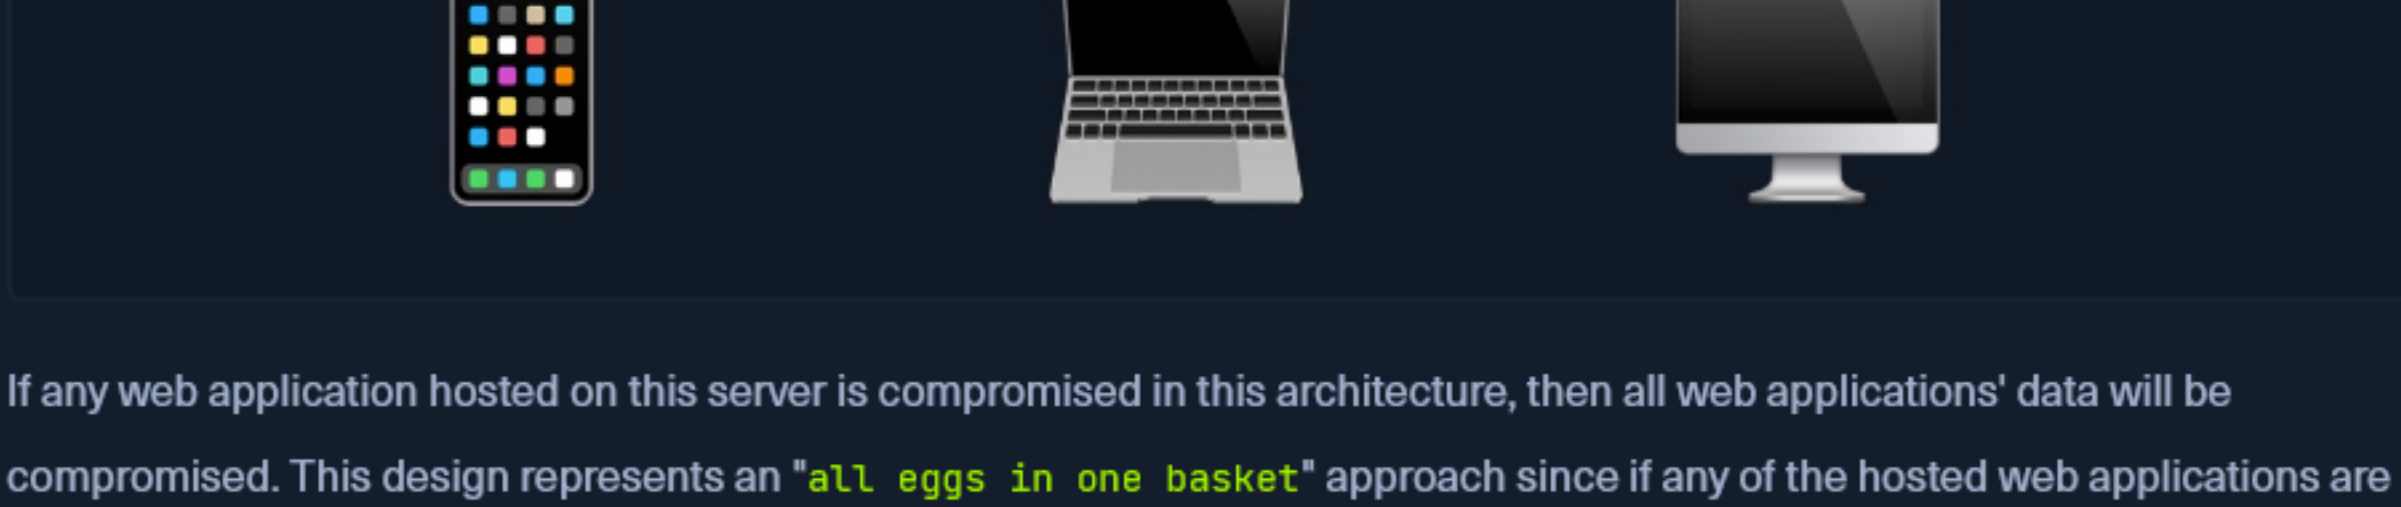 If any web application hosted on this server is compromised in this architecture, then all web applications' data will be
compromised. This design represents an "all eggs in one basket" approach since if any of the hosted web applications are